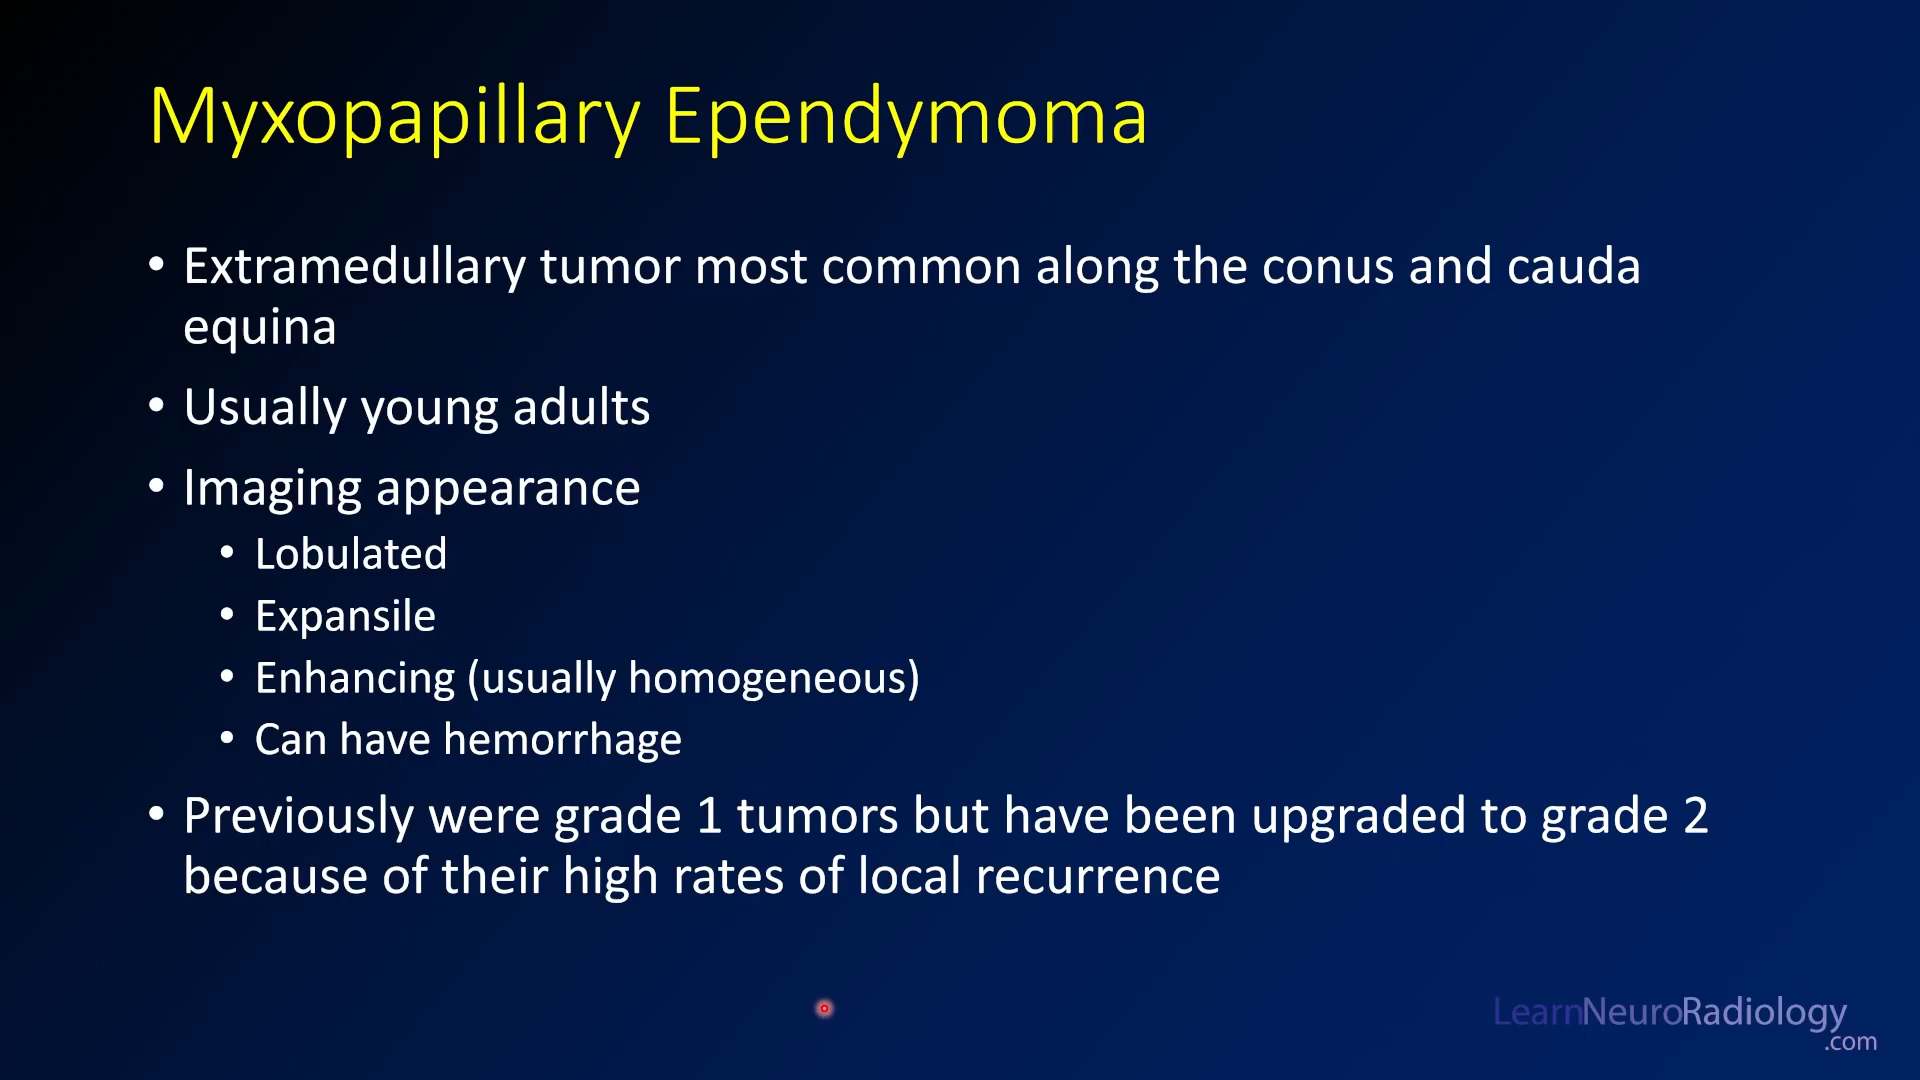 Myxopapillary Ependymoma
• Extramedullary tumor most common along the conus and cauda
equina
• Usually young adults
• Imaging appearance
• Lobulated
• Expansile
• Enhancing (usually homogeneous)
• Can have hemorrhage
• Previously were grade 1 tumors but have been upgraded to grade 2
because of their high rates of local recurrence
LearnNeuroRadiology
.com